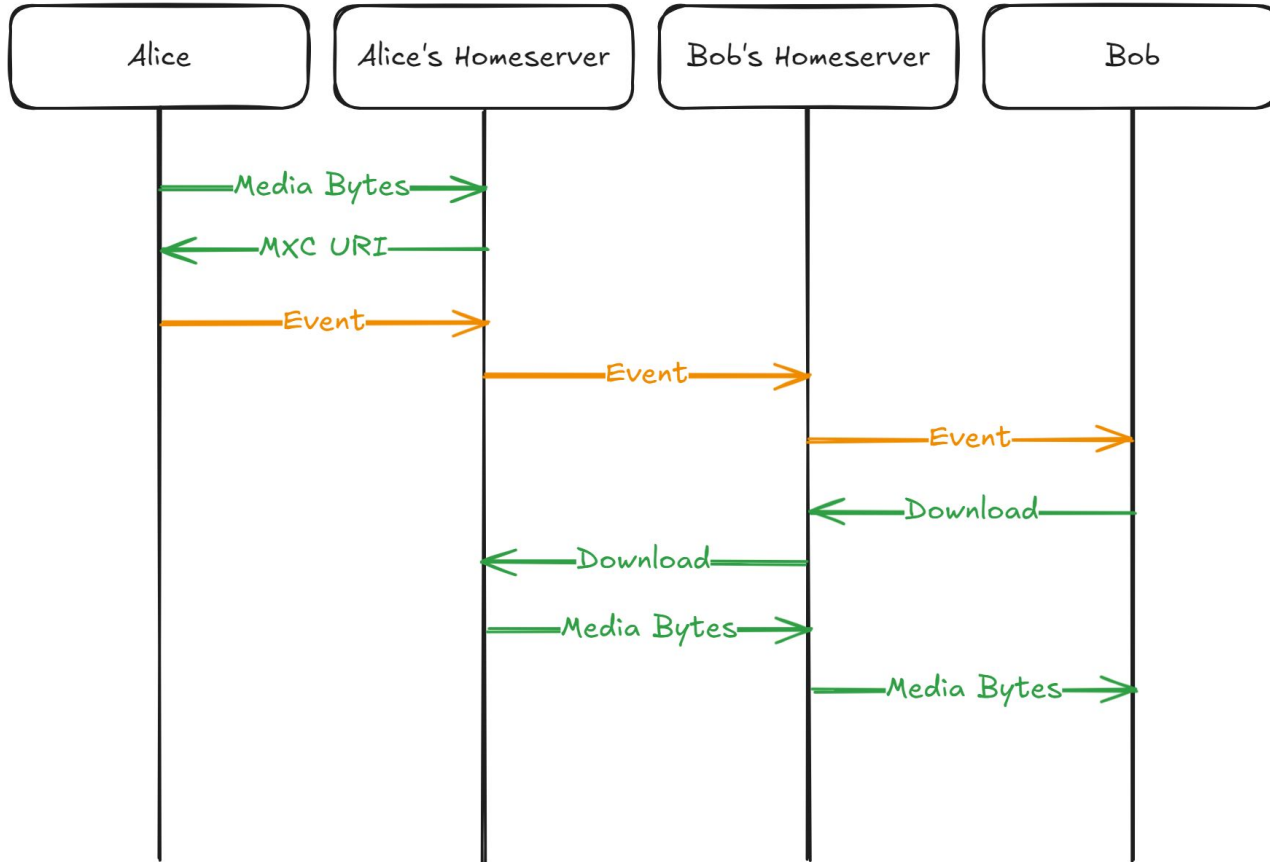 Alice
Alice's Homeserver
Bob's Homeserver
Bob
Media Bytes
MXC URI
Event
Event
Event
Download
Download
Media Bytes
Media Bytes